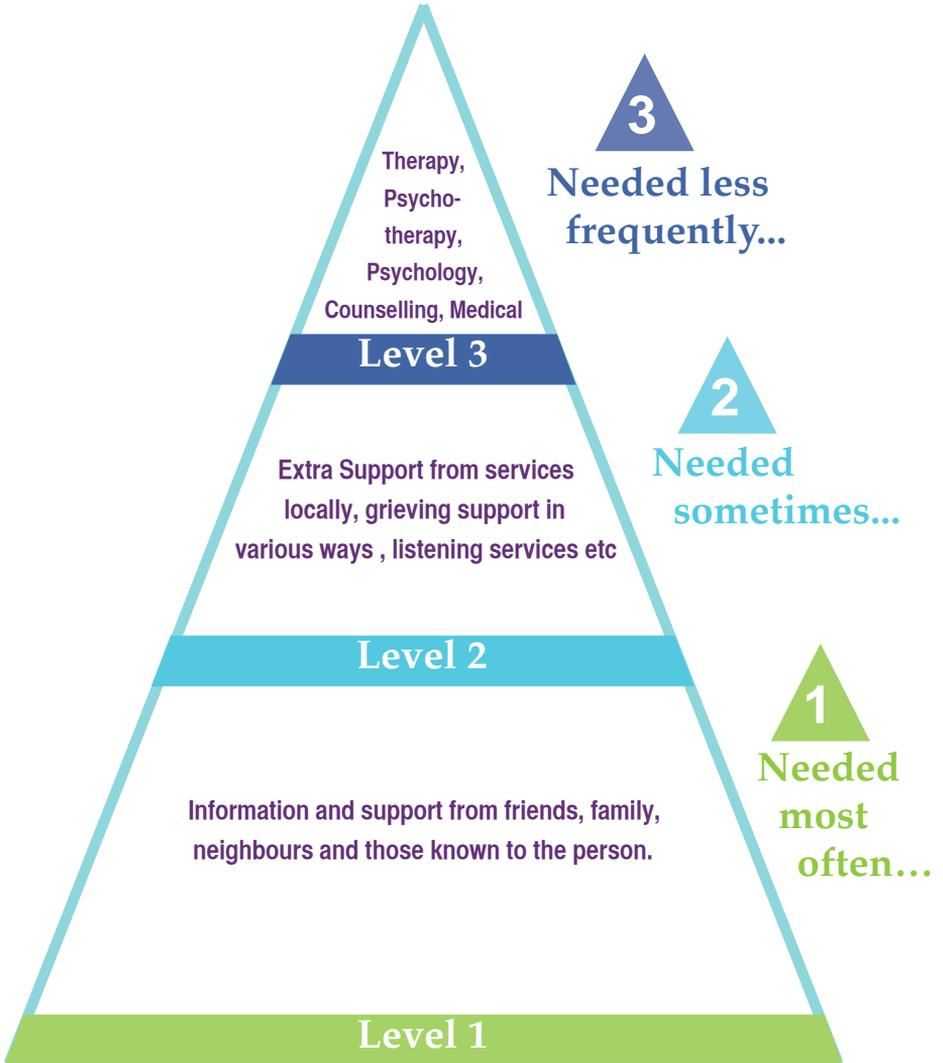 3
Needed less
frequently...
Therapy,
Psycho-
therapy,
Psychology,
Counselling, Medical
Level 3
2
Needed
sometimes...
Extra Support from services
locally, grieving support in
various ways , listening services etc
Level 2
1
Needed
most
often…
Information and support from friends, family,
neighbours and those known to the person.
Level 1